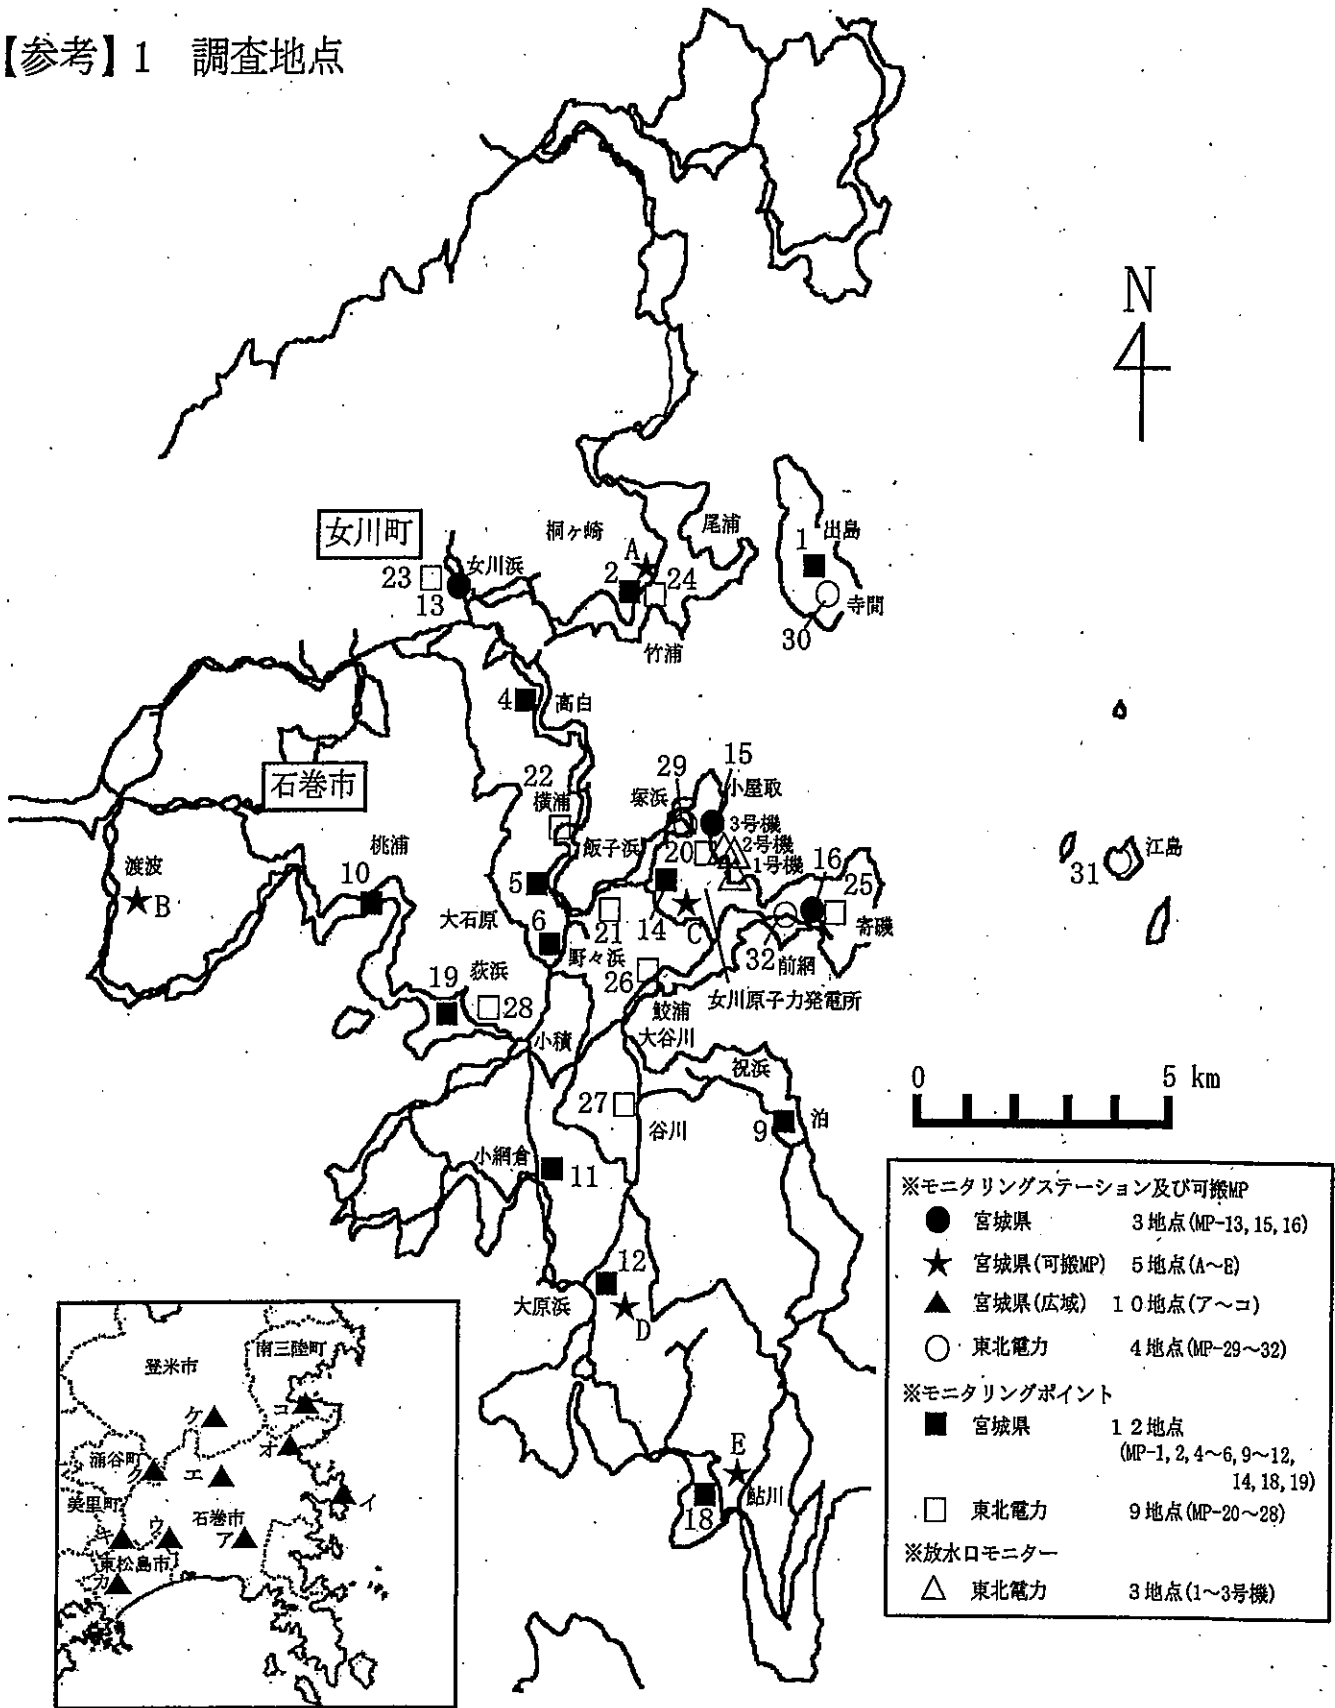 【参考】1 調査地点
N
女川町
桐ヶ崎
尾浦
A
1
出島
23
女川浜
2
24
13
寺間
30
竹浦
4
高白
石巻市
22
29
15
横浦
塚浜
小屋取
3号機
飯子浜
20
2号機
1号機
16
25
江島
31
渡波
桃浦
10
B
5
大石原
6
21
14
C
寄磯
野々浜
32
前網
19
荻浜
26
28
鮫浦
女川原子力発電所
小積
大谷川
祝浜
0
5 km
27
谷川
9
泊
小網倉
11
12
大原浜
D
E
鮎川
18
※モニタリングステーション及び可搬MP
宮城県 3地点(MP-13, 15, 16)
宮城県(可搬MP) 5地点(A~E)
宮城県(広域) 10地点(ア~コ)
東北電力 4地点(MP-29~32)
※モニタリングポイント
宮城県 12地点
(MP-1, 2, 4~6, 9~12,
14, 18, 19)
東北電力 9地点(MP-20~28)
※放水口モニター
東北電力 3地点(1~3号機)
南三陸町
登米市
ケ
コ
オ
涌谷町
ク
エ
イ
美里町
石巻市
キ
ウ
ア
東松島市
カ